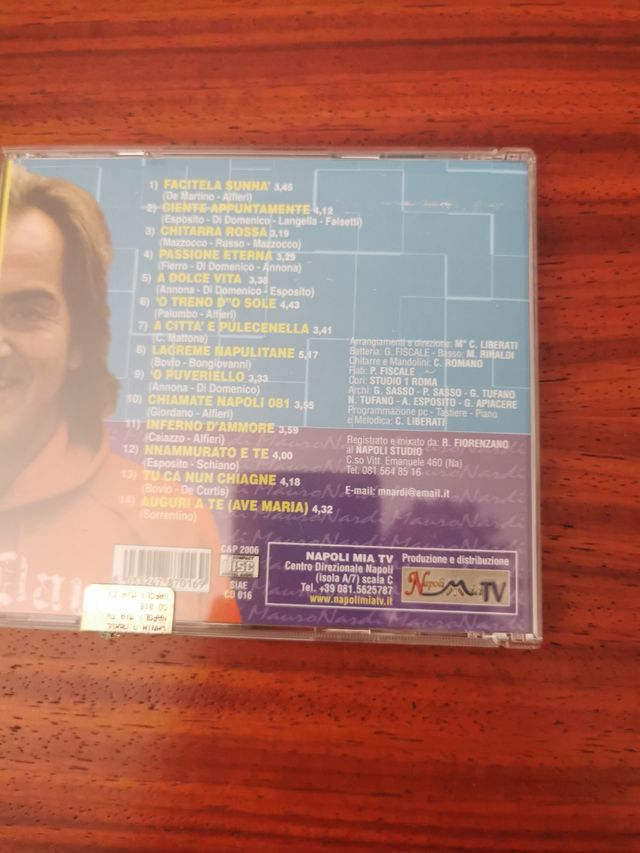 1) FACITELA SUNNA' 3,45
(De Martino - Alfieri)
2) CIENTE APPUNTAMENTE 4,12
(Esposito - Di Domenico - Langella - Falsetti)
3) CHITARRA ROSSA 3,19
(Mazzocco - Russo - Mazzocco)
4) PASSIONE ETERNA 3,29
(Fierro - Di Domenico - Annona)
5) A DOLCE VITA 3,38
(Annona - Di Domenico - Esposito)
6) 'O TRENO D''O SOLE 4,43
(Palumbo - Alfieri)
7) A CITTA' E PULECENELLA 3,41
(C. Mattone)
8) LACREME NAPULITANE 5,17
(Bovio - Bongiovanni)
9) 'O PUVERIELLO 3,33
(Annona - Di Domenico)
10) CHIAMATE NAPOLI 081 3,55
(Giordano - Alfieri)
11) INFERNO D'AMMORE 3,59
(Caiazzo - Alfieri)
12) NNAMMURATO E TE 4,00
(Esposito - Schiano)
13) TU CA NUN CHIAGNE 4,18
(Bovio - De Curtis)
14) AUGURI A TE (AVE MARIA) 4,32
(Sorrentino)
Arrangiamenti e direzione: M° C. LIBERATI
Batteria: G. FISCALE - Basso: M. RINALDI
Chitarre e Mandolini: C. ROMANO
Fiati: P. FISCALE
Cori: STUDIO 1 ROMA
Archi: G. SASSO - P. SASSO - G. TUFANO
N. TUFANO - A. ESPOSITO - G. APIACERE
Programmazione pc - Tastiere - Piano
e Melodica: C. LIBERATI
Registrato e mixato da: R. FIORENZANO
al NAPOLI STUDIO
C.so Vitt. Emanuele 460 (Na)
Tel. 081 564 85 16
E-mail: mnardi@email.it
MauroNardi
C&P 2006
COMPACT
DISC
SIAE
CD 016
NAPOLI MIA TV
Centro Direzionale Napoli
(isola A/7) scala C
Tel. +39 081.5625787
www.napolimiatv.it
Produzione e distribuzione
Napoli Mia TV
NAPOLI MIA TV
CD 016